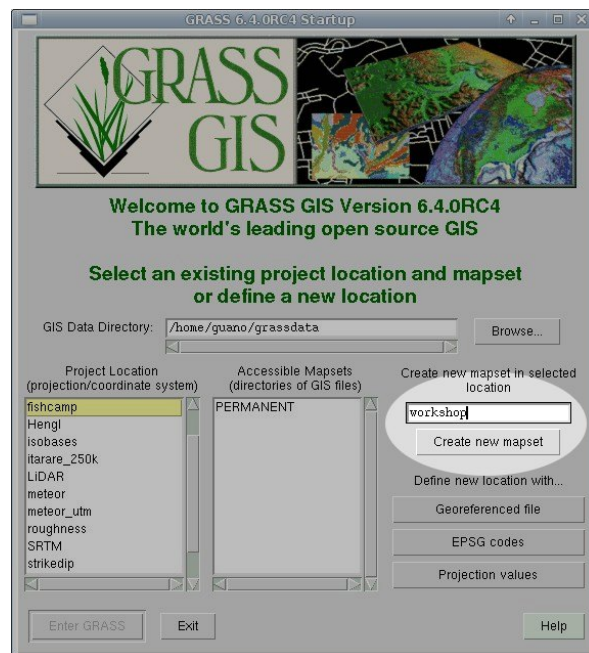 GRASS 6.4.0RC4 Startup
GRASS
GIS
Welcome to GRASS GIS Version 6.4.0RC4
The world's leading open source GIS
Select an existing project location and mapset
or define a new location
GIS Data Directory:
/home/guano/grassdata
Browse...
Project Location
(projection/coordinate system)
Accessible Mapsets
(directories of GIS files)
Create new mapset in selected
location
fishcamp
Hengl
isobases
itarare_250k
LiDAR
meteor
meteor_utm
roughness
SRTM
strikedip
PERMANENT
workshop
Create new mapset
Define new location with...
Georeferenced file
EPSG codes
Projection values
Enter GRASS
Exit
Help